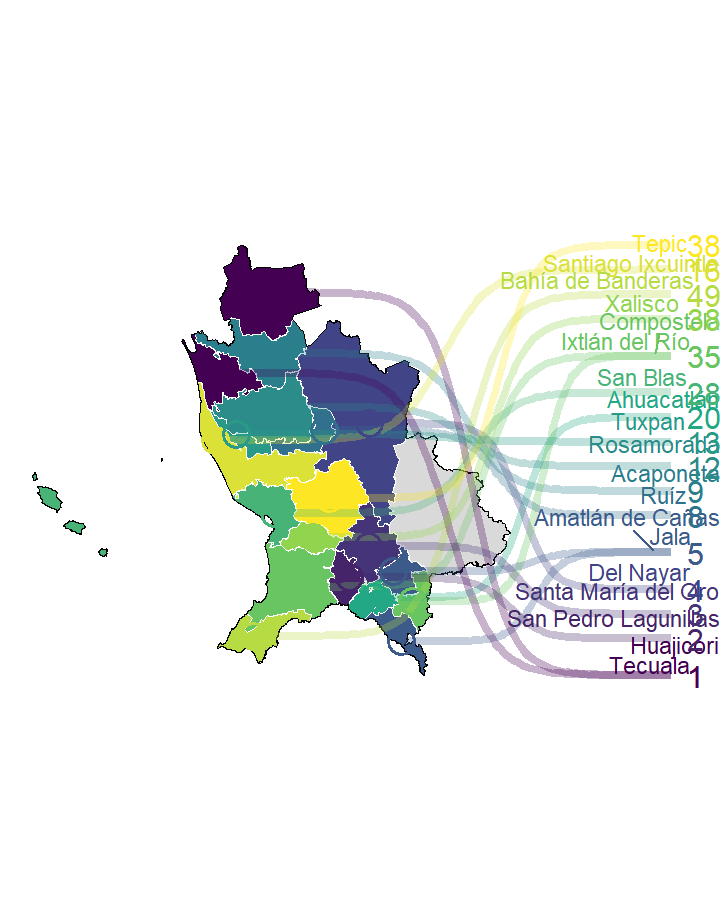 Tepic 38
Santiago Ixcuintla 16
Bahía de Banderas 49
Xalisco
Compostela 38
Ixtlán del Río 35
San Blas
Ahuacatlán 28
Tuxpan 20
Rosamorada 13
Acaponeta 12
Ruíz 9
Amatlán de Cañas 8
Jala 5
Del Nayar
Santa María del Oro 4
San Pedro Lagunillas 3
Huajicori 2
Tecuala 1